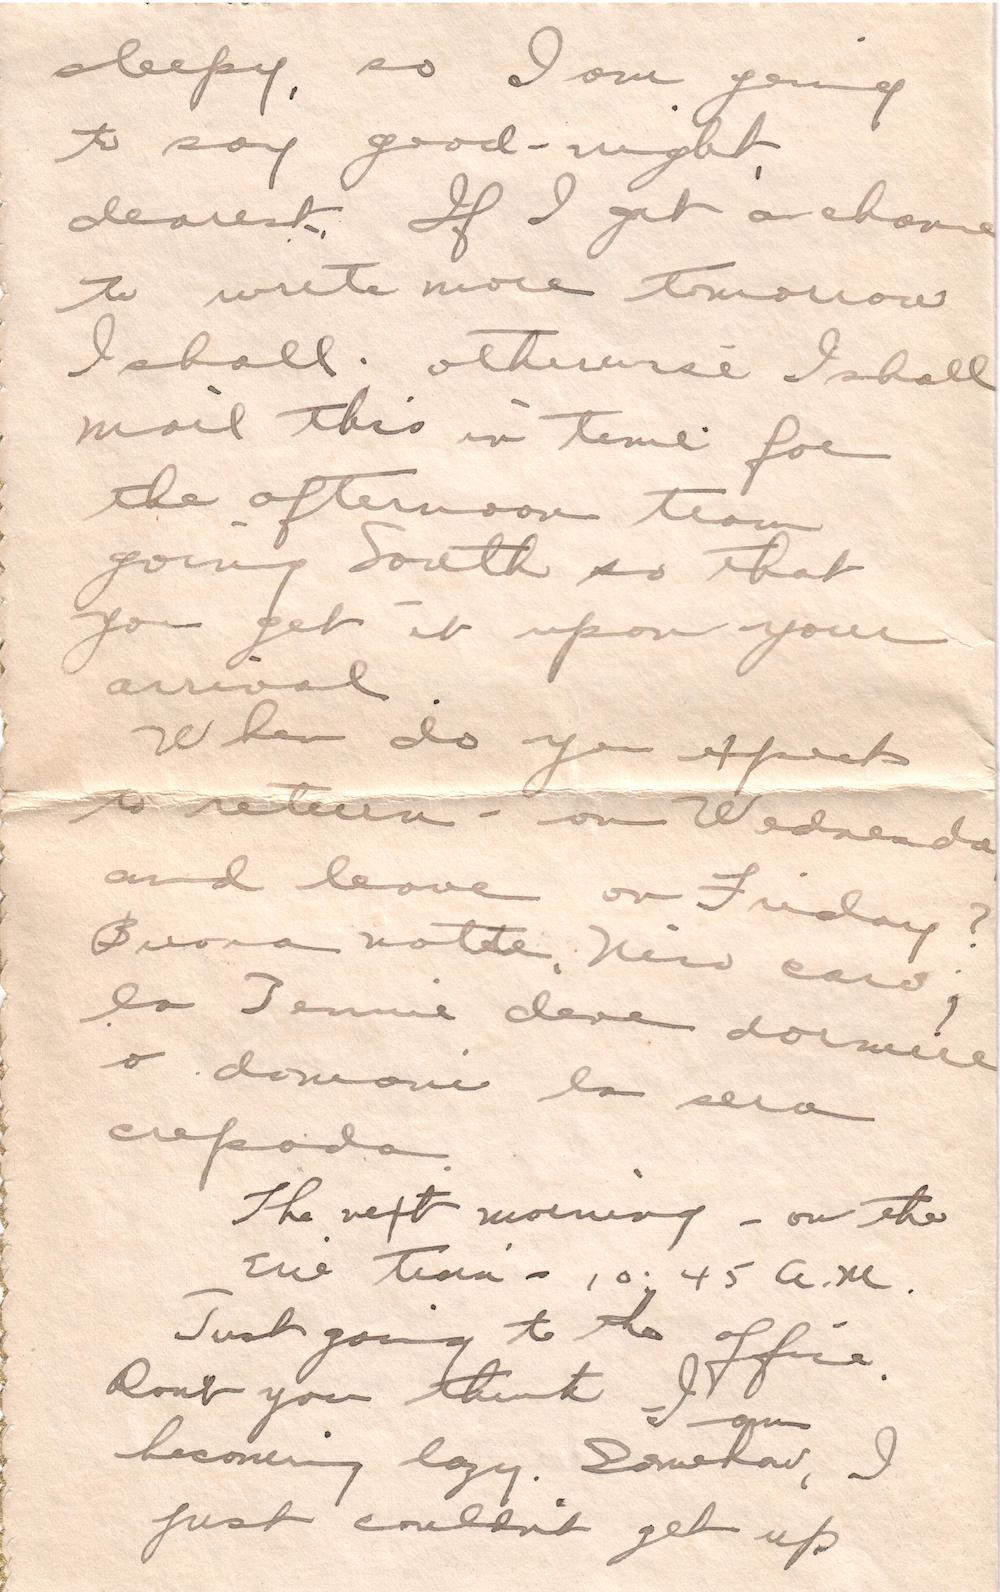 sleepy, so I am going
to say good-night,
dearest. If I get a chance
to write more tomorrow
I shall. otherwise I shall
mail this in time for
the afternoon train
going South so that
you get it upon your
arrival.
When do you expect
to return - on Wednesda
and leave on Friday?
Buona notte, Nino caro;
la Jennie deve dormire
o domani la sera
crepada.
The next morning - on the
Erie train - 10:45 A.M.
Just going to the office.
Don't you think I am
becoming lazy. Somehow, I
just couldn't get up